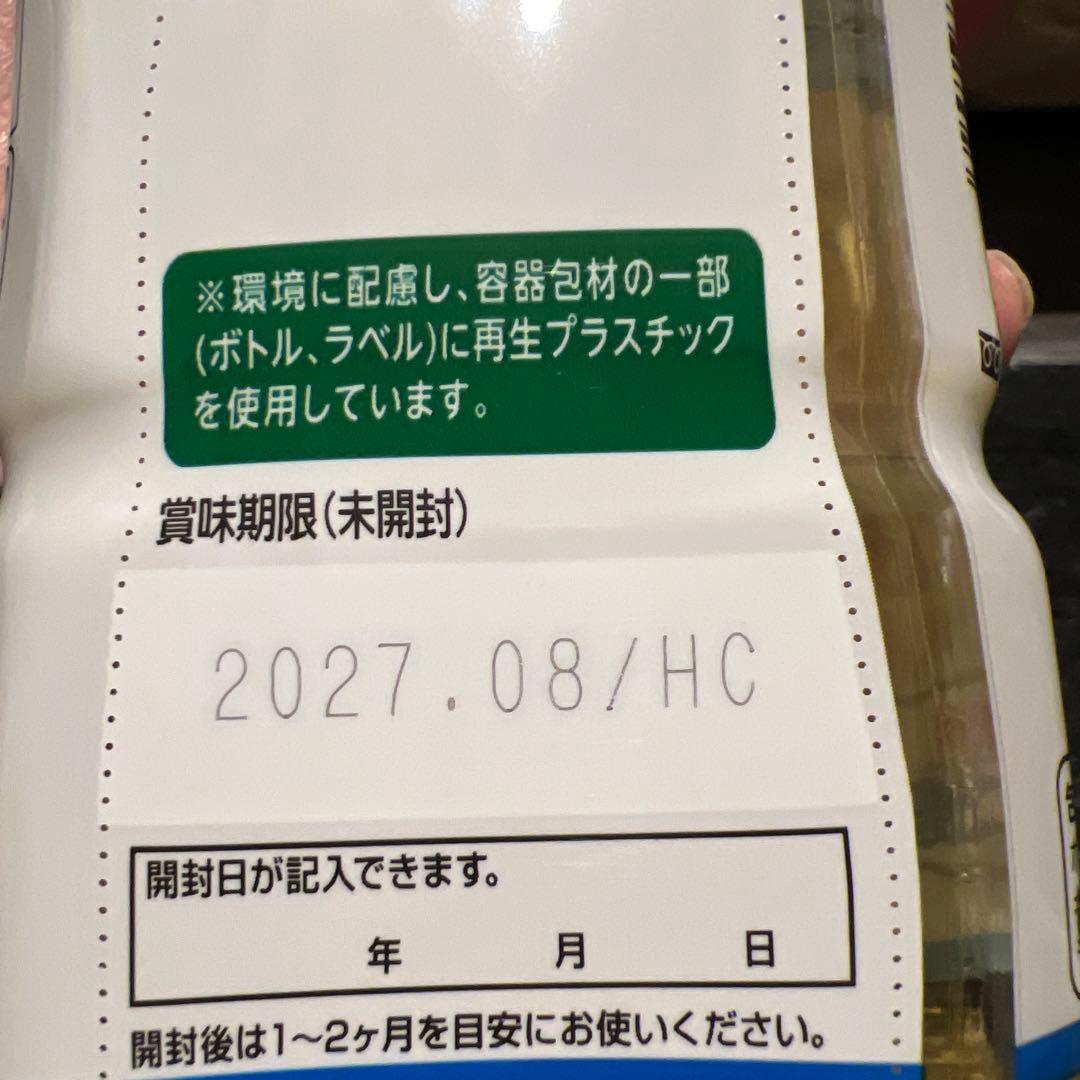 ※環境に配慮し、容器包材の一部
(ボトル、ラベル)に再生プラスチック
を使用しています。
賞味期限(未開封)
2027.08/HC
開封日が記入できます。
年 月 日
開封後は1～2ヶ月を目安にお使いください。